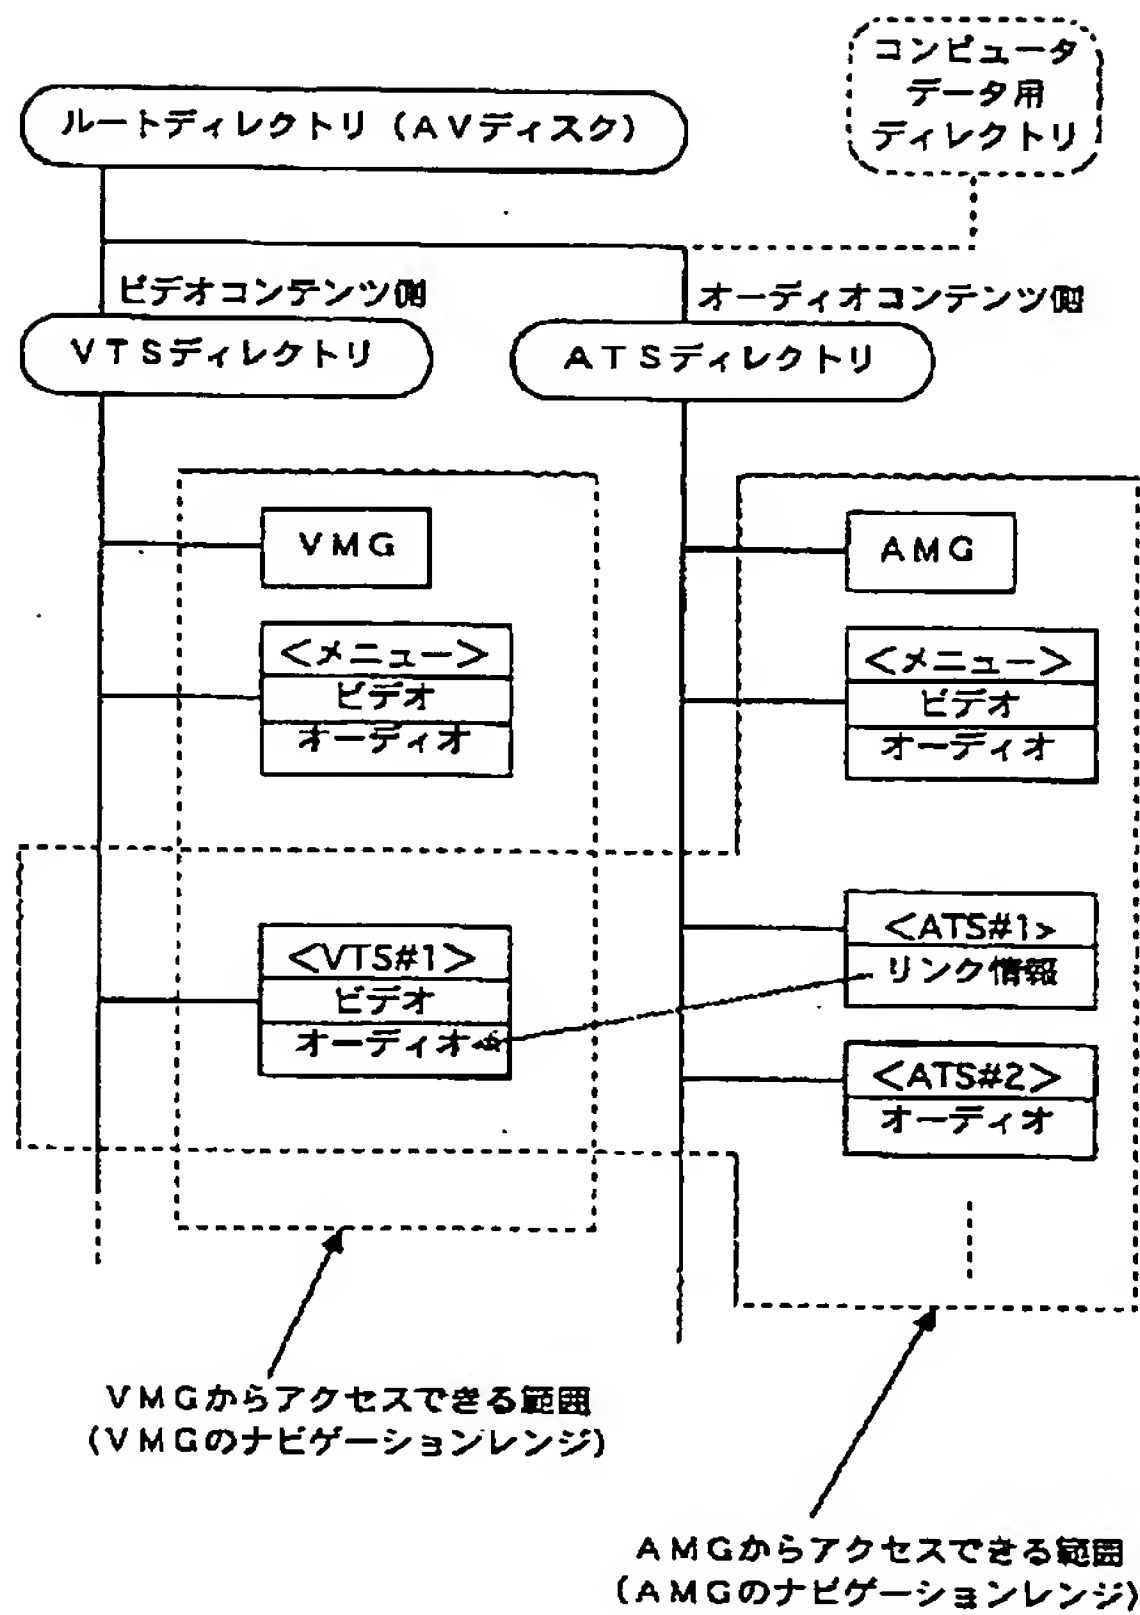 コンピュータ
データ用
ディレクトリ
ルートディレクトリ(AVディスク)
ビデオコンテンツ側
オーディオコンテンツ側
VTSディレクトリ
ATSディレクトリ
VMG
<メニュー>
ビデオ
オーディオ
AMG
<メニュー>
ビデオ
オーディオ
<VTS#1>
ビデオ
オーディオ
<ATS#1>
リンク情報
<ATS#2>
オーディオ
VMGからアクセスできる範囲
(VMGのナビゲーションレンジ)
AMGからアクセスできる範囲
(AMGのナビゲーションレンジ)